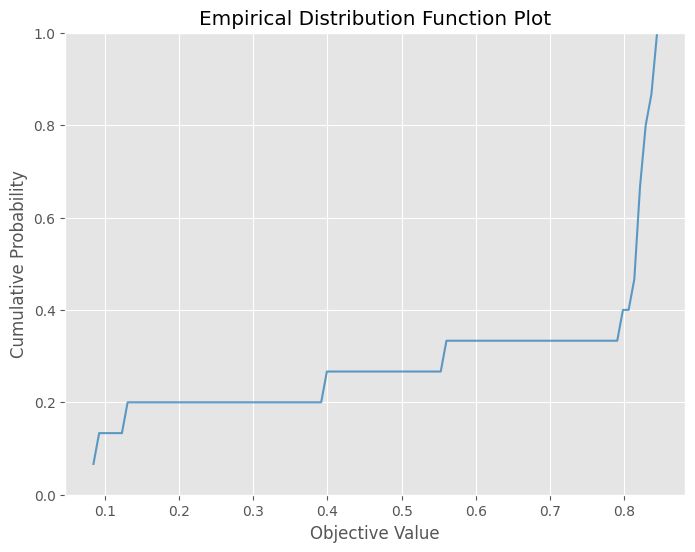 Empirical Distribution Function Plot
1.0
0.8
0.6
0.4
0.2
0.0
Cumulative Probability
0.1 0.2 0.3 0.4 0.5 0.6 0.7 0.8
Objective Value